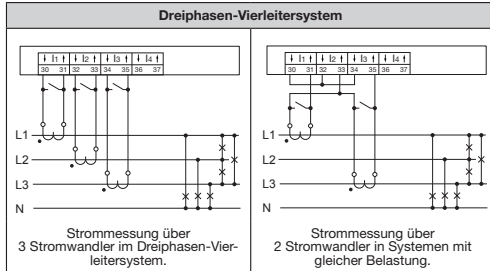 Dreiphasen-Vierleitersystem
I1 I2 I3 I4
30 31 32 33 34 35 36 37
L1
L2
L3
N
Strommessung über
3 Stromwandler im Dreiphasen-Vier-
leitersystem.
I1 I2 I3 I4
30 31 32 33 34 35 36 37
L1
L2
L3
N
Strommessung über
2 Stromwandler in Systemen mit
gleicher Belastung.